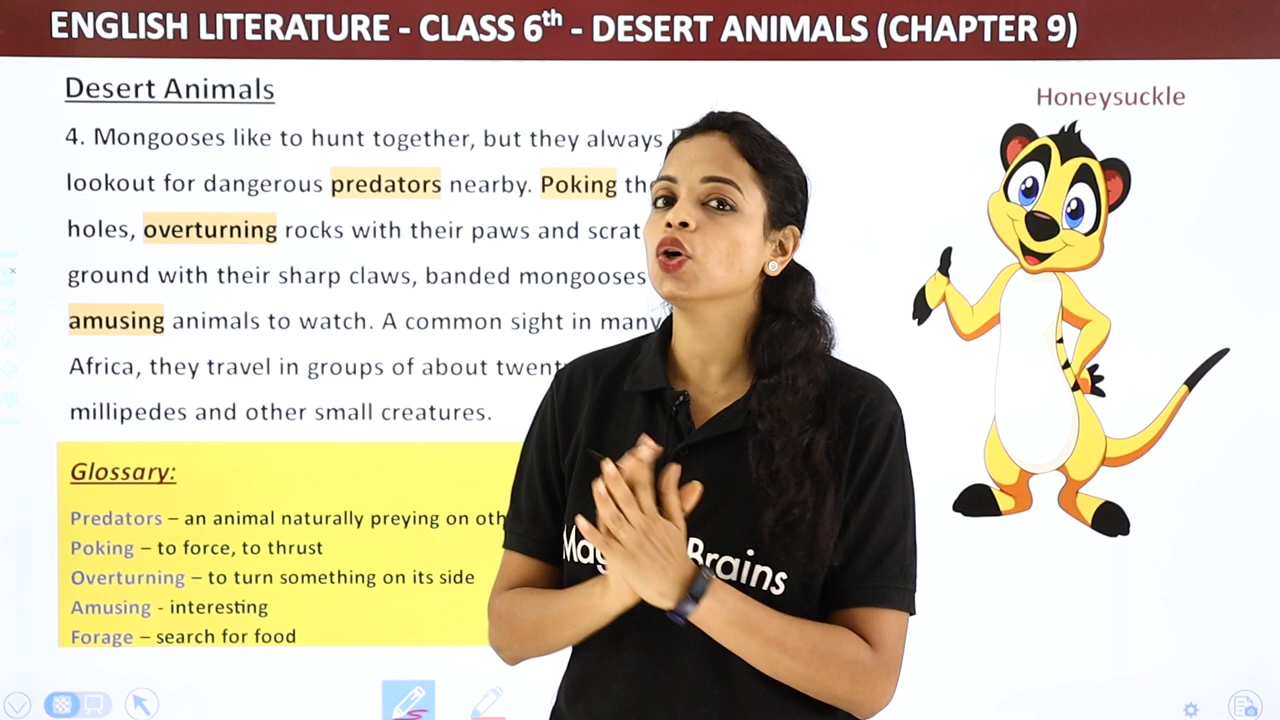 ENGLISH LITERATURE - CLASS 6th - DESERT ANIMALS (CHAPTER 9)
Desert Animals
Honeysuckle
4. Mongooses like to hunt together, but they always
lookout for dangerous predators nearby. Poking
holes, overturning rocks with their paws and
ground with their sharp claws, banded mongooses
amusing animals to watch. A common sight in many
Africa, they travel in groups of about
millipedes and other small creatures.
Glossary:
Predators – an animal naturally preying on
Poking – to force, to thrust
Overturning – to turn something on its side
Amusing - interesting
Forage – search for food